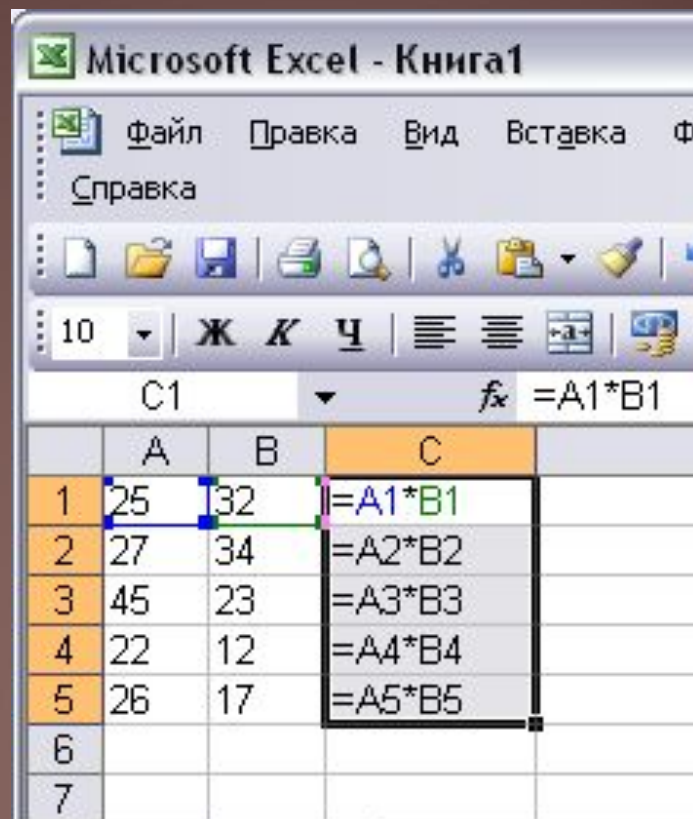 Microsoft Excel - Книга1
Файл Правка Вид Вставка Ф
Справка
10 Ж К Ч a
C1 fx =A1*B1
A B C
1 25 32 =A1*B1
2 27 34 =A2*B2
3 45 23 =A3*B3
4 22 12 =A4*B4
5 26 17 =A5*B5
6
7